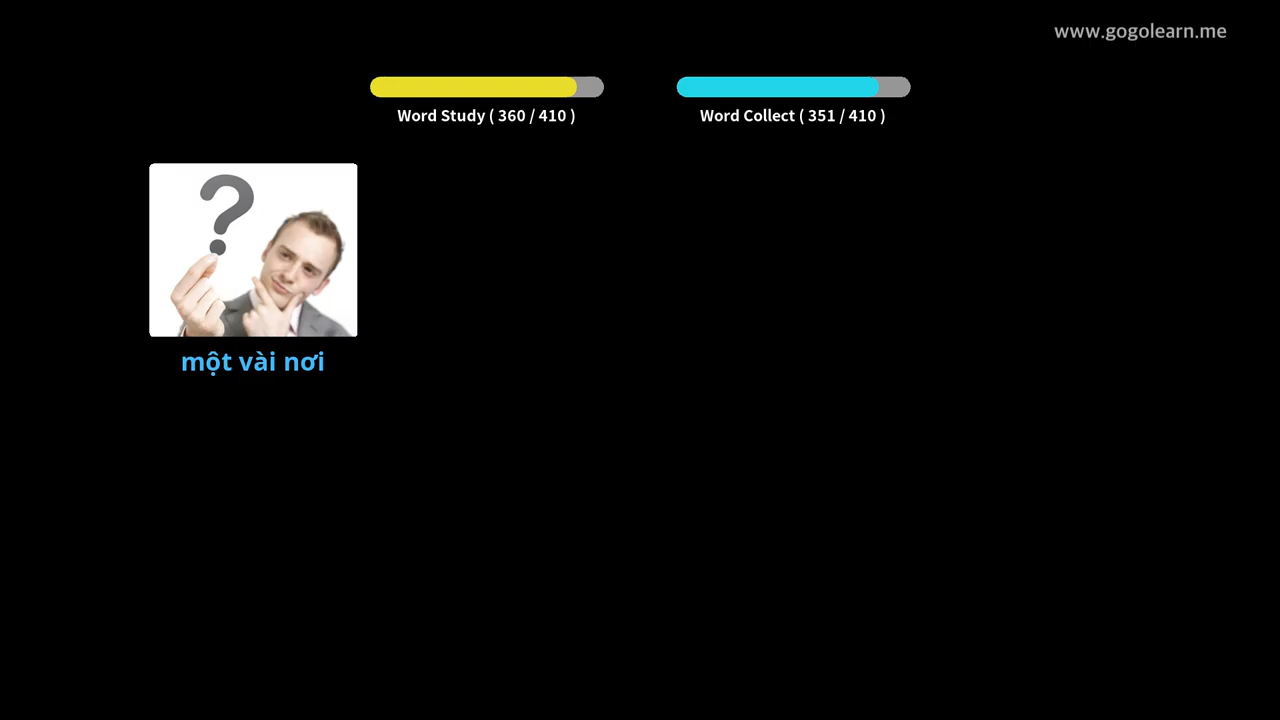 www.gogolearn.me
Word Study ( 360 / 410 )
Word Collect ( 351 / 410 )
?
một vài nơi